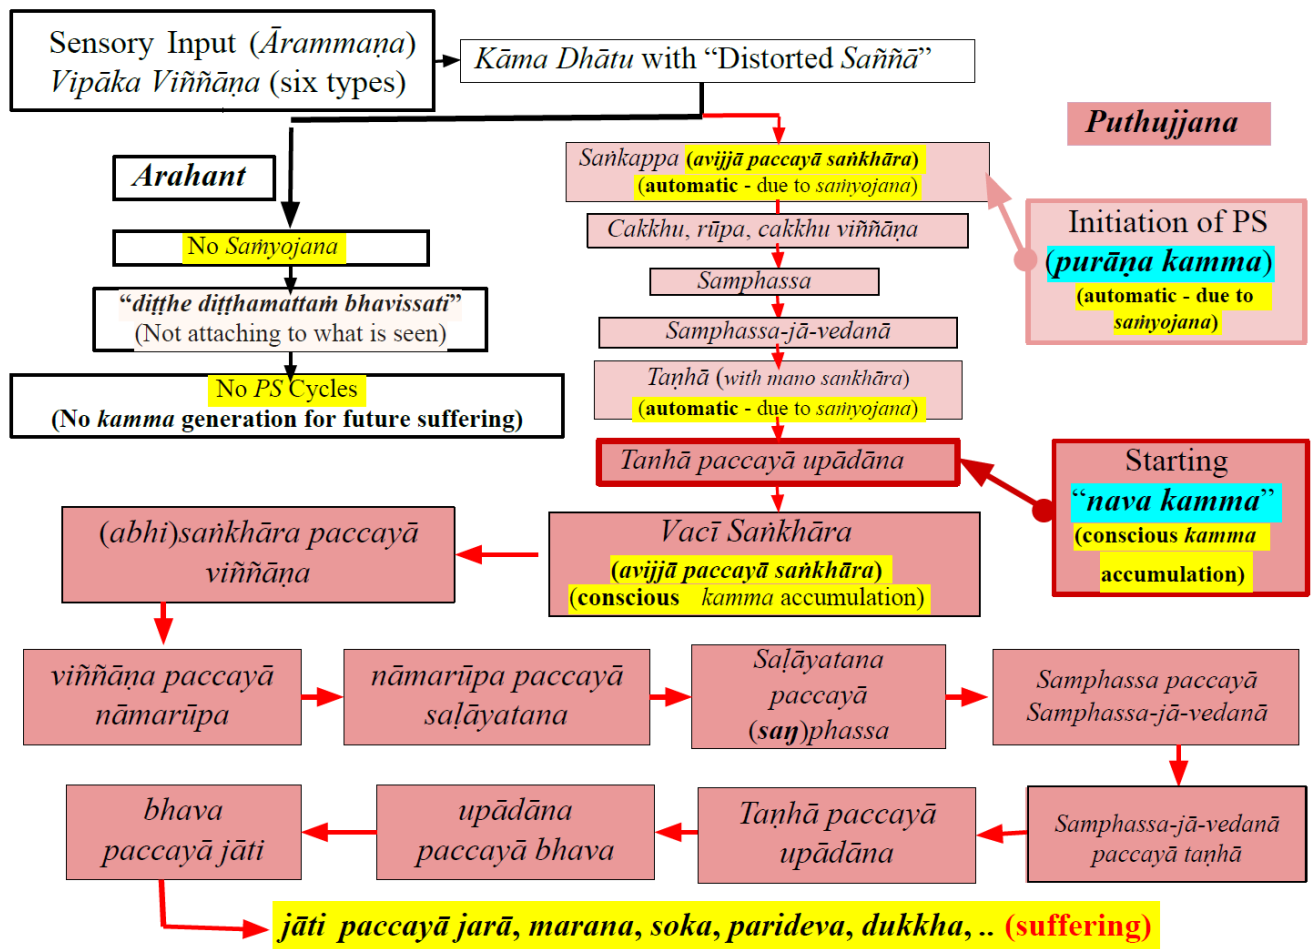 Sensory Input (Ārammaṇa)
Vipāka Viññāṇa (six types)
Kāma Dhātu with “Distorted Saññā”
Puthujjana
Arahant
No Saṁyojana
“diṭṭhe diṭṭhamattaṁ bhavissati”
(Not attaching to what is seen)
No PS Cycles
(No kamma generation for future suffering)
Saṅkappa (avijjā paccayā saṅkhāra)
(automatic - due to saṁyojana)
Cakkhu, rūpa, cakkhu viññāṇa
Samphassa
Samphassa-jā-vedanā
Taṇhā (with mano sankhāra)
(automatic - due to saṁyojana)
Tanhā paccayā upādāna
Initiation of PS
(purāṇa kamma)
(automatic - due to
saṁyojana)
Starting
“nava kamma”
(conscious kamma
accumulation)
Vacī Saṅkhāra
(avijjā paccayā saṅkhāra)
(conscious kamma accumulation)
(abhi)saṅkhāra paccayā
viññāṇa
viññāṇa paccayā
nāmarūpa
nāmarūpa paccayā
saḷāyatana
Saḷāyatana
paccayā
(saŋ)phassa
Samphassa paccayā
Samphassa-jā-vedanā
Samphassa-jā-vedanā
paccayā taṇhā
Taṇhā paccayā
upādāna
upādāna
paccayā bhava
bhava
paccayā jāti
jāti paccayā jarā, marana, soka, parideva, dukkha, .. (suffering)